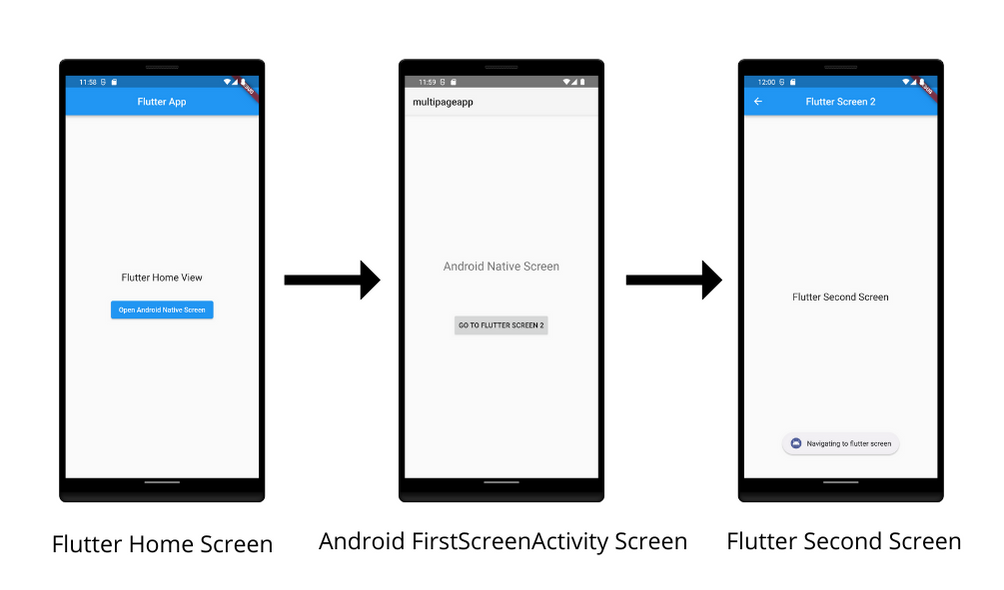 11:58
Flutter App
Flutter Home View
Open Android Native Screen
Flutter Home Screen
11:59
multipageapp
Android Native Screen
GO TO FLUTTER SCREEN 2
Android FirstScreenActivity Screen
12:00
Flutter Screen 2
Flutter Second Screen
Navigating to flutter screen
Flutter Second Screen